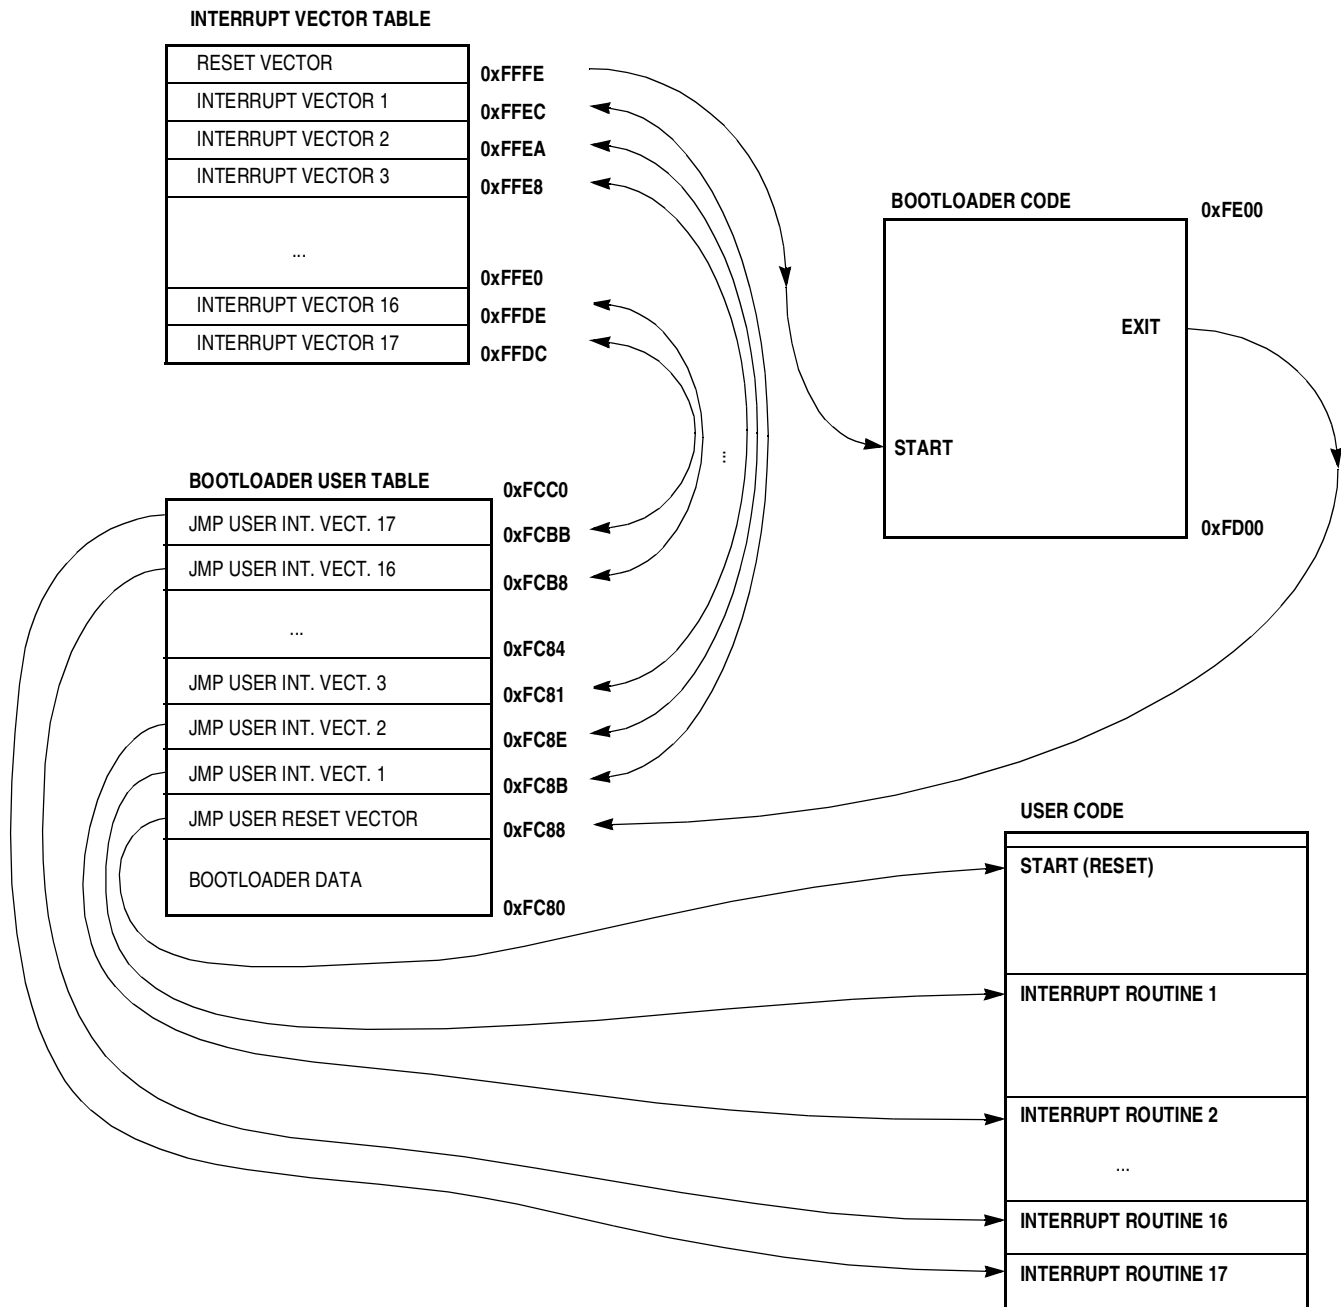 INTERRUPT VECTOR TABLE
RESET VECTOR
0xFFFE
INTERRUPT VECTOR 1
0xFFEC
INTERRUPT VECTOR 2
0xFFEA
INTERRUPT VECTOR 3
0xFFE8
...
0xFFE0
INTERRUPT VECTOR 16
0xFFDE
INTERRUPT VECTOR 17
0xFFDC
BOOTLOADER CODE
0xFE00
EXIT
START
0xFD00
...
BOOTLOADER USER TABLE
0xFCC0
JMP USER INT. VECT. 17
0xFCBB
JMP USER INT. VECT. 16
0xFCB8
...
0xFC84
JMP USER INT. VECT. 3
0xFC81
JMP USER INT. VECT. 2
0xFC8E
JMP USER INT. VECT. 1
0xFC8B
JMP USER RESET VECTOR
0xFC88
BOOTLOADER DATA
0xFC80
USER CODE
START (RESET)
INTERRUPT ROUTINE 1
INTERRUPT ROUTINE 2
...
INTERRUPT ROUTINE 16
INTERRUPT ROUTINE 17